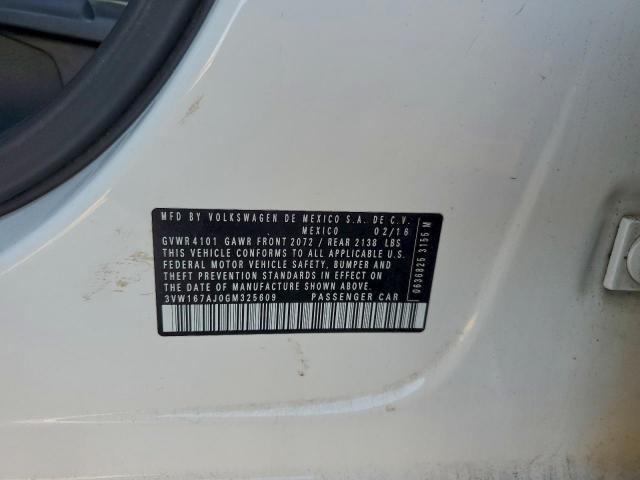 MFD BY VOLKSWAGEN DE MEXICO S.A. DE C.V.
MEXICO 02/16
GVWR 4101 GAWR FRONT 2072 / REAR 2138 LBS
THIS VEHICLE CONFORMS TO ALL APPLICABLE U.S.
FEDERAL MOTOR VEHICLE SAFETY, BUMPER AND
THEFT PREVENTION STANDARDS IN EFFECT ON
THE DATE OF MANUFACTURE SHOWN ABOVE.
3VW167AJ0GM325609 PASSENGER CAR
0636825 3155 M